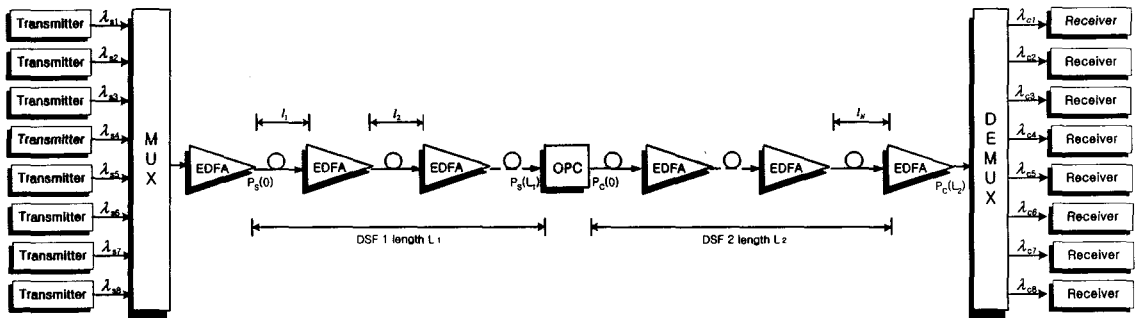 Transmitter λs1
Transmitter λs2
Transmitter λs3
Transmitter λs4
Transmitter λs5
Transmitter λs6
Transmitter λs7
Transmitter λs8
MUX
l1
l2
lN
EDFA
EDFA
EDFA
OPC
EDFA
EDFA
EDFA
PS(0)
PS(L1)
PC(0)
PC(L2)
DSF 1 length L1
DSF 2 length L2
DEMUX
λc1 Receiver
λc2 Receiver
λc3 Receiver
λc4 Receiver
λc5 Receiver
λc6 Receiver
λc7 Receiver
λc8 Receiver